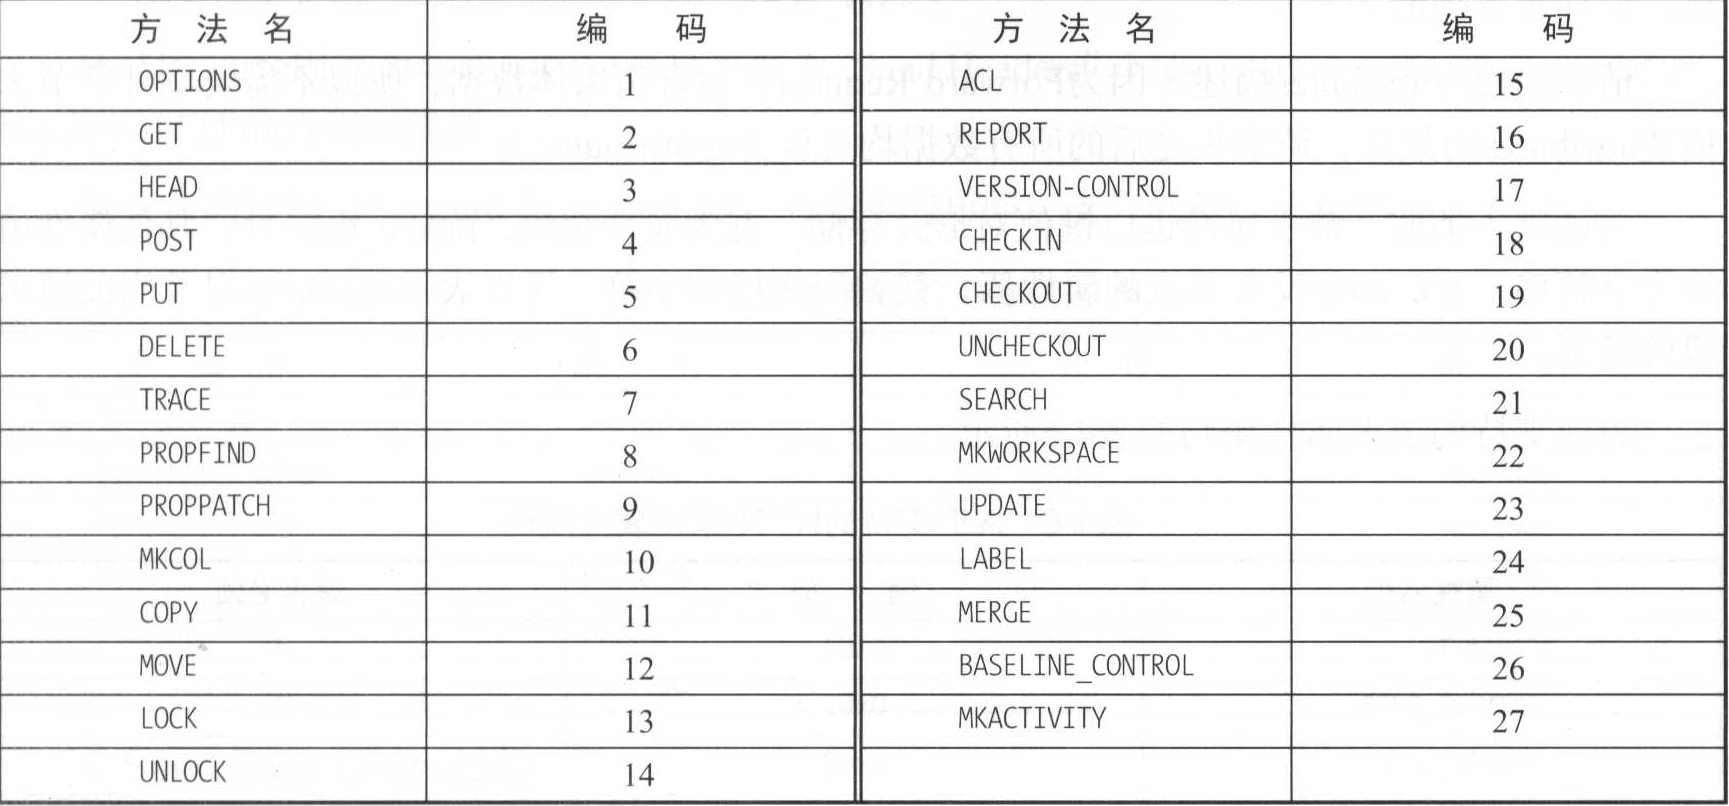 方 法 名 编 码 方 法 名 编 码
OPTIONS 1 ACL 15
GET 2 REPORT 16
HEAD 3 VERSION-CONTROL 17
POST 4 CHECKIN 18
PUT 5 CHECKOUT 19
DELETE 6 UNCHECKOUT 20
TRACE 7 SEARCH 21
PROPFIND 8 MKWORKSPACE 22
PROPPATCH 9 UPDATE 23
MKCOL 10 LABEL 24
COPY 11 MERGE 25
MOVE 12 BASELINE_CONTROL 26
LOCK 13 MKACTIVITY 27
UNLOCK 14